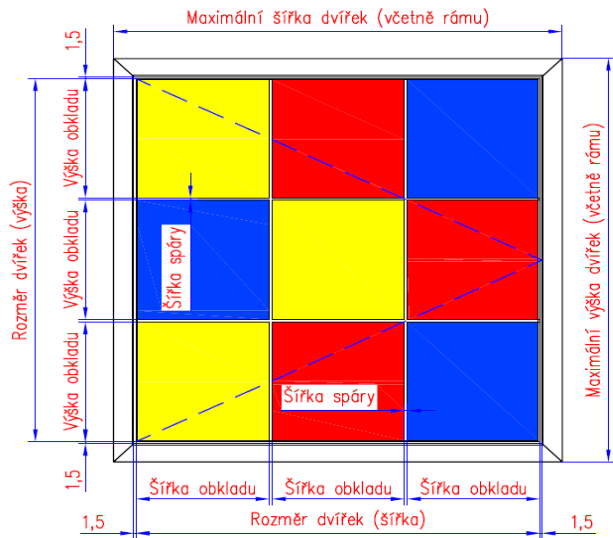 Maximální šířka dvířek (včetně rámu)
1,5
Výška obkladu
Výška obkladu
Výška obkladu
Rozměr dvířek (výška)
Maximální výška dvířek (včetně rámu)
Šířka spáry
Šířka spáry
1,5
Šířka obkladu
Šířka obkladu
Šířka obkladu
1,5
Rozměr dvířek (šířka)
1,5